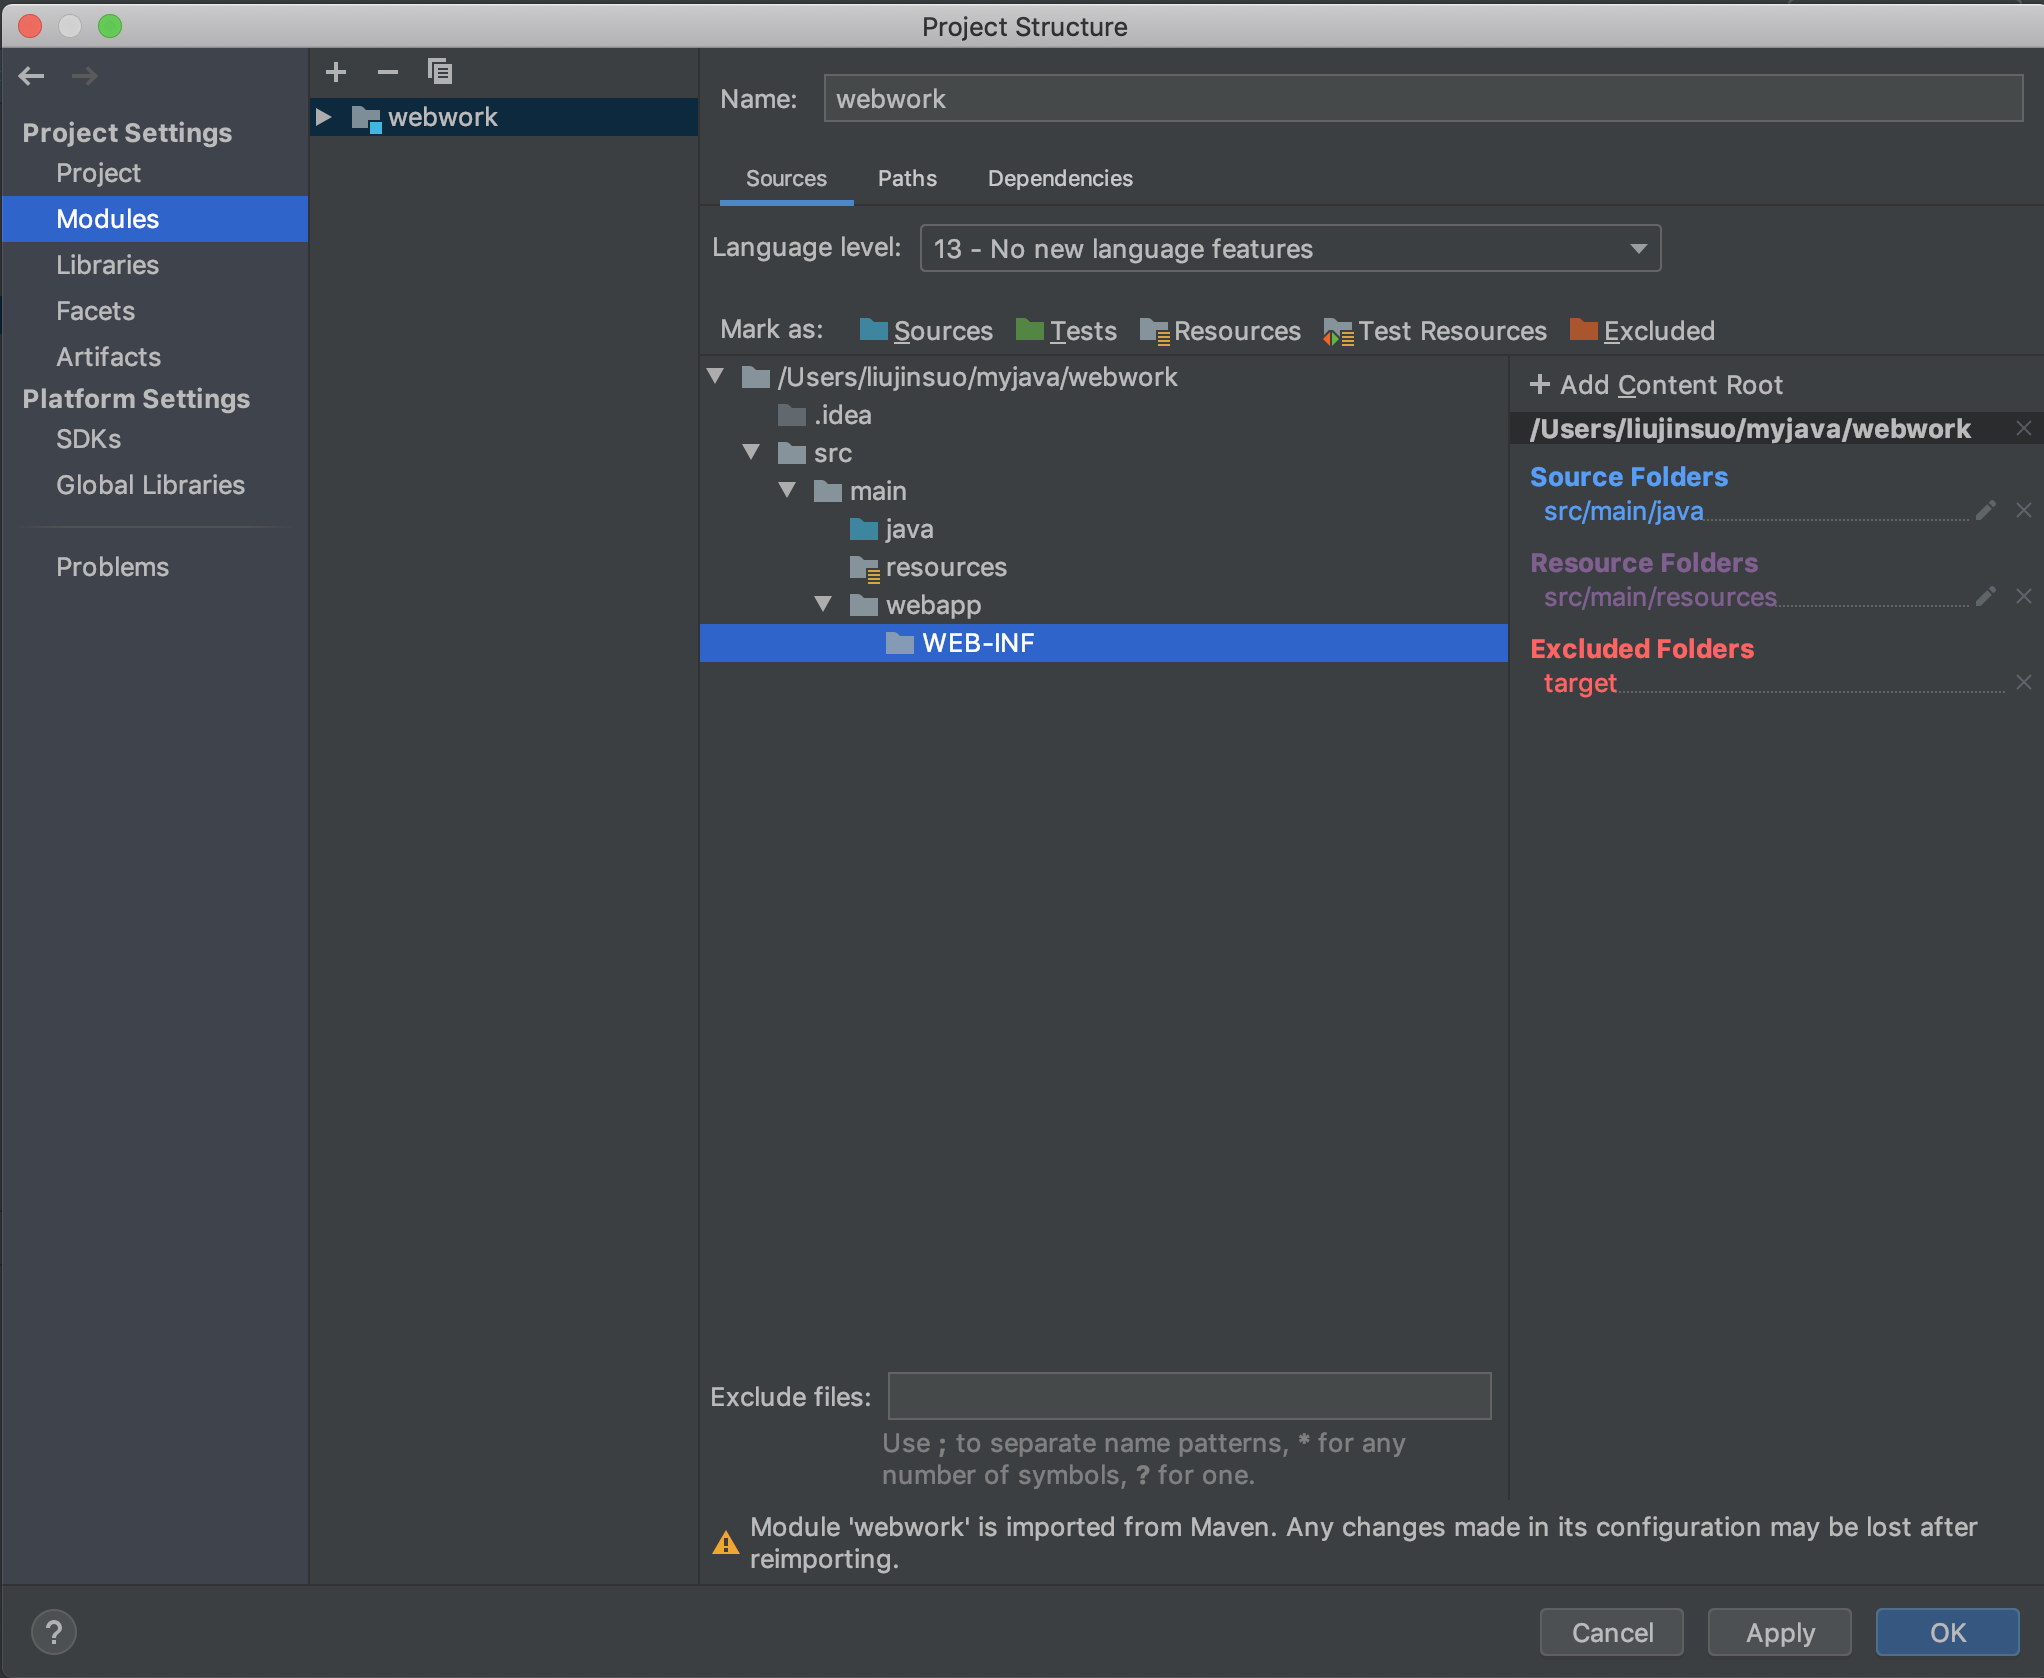 Project Structure
Project Settings
Project
Modules
Libraries
Facets
Artifacts
Platform Settings
SDKs
Global Libraries
Problems
webwork
Name: webwork
Sources Paths Dependencies
Language level: 13 - No new language features
Mark as: Sources Tests Resources Test Resources Excluded
/Users/liujinsuo/myjava/webwork
.idea
src
main
java
resources
webapp
WEB-INF
+ Add Content Root
/Users/liujinsuo/myjava/webwork
Source Folders
src/main/java
Resource Folders
src/main/resources
Excluded Folders
target
Exclude files:
Use ; to separate name patterns, * for any
number of symbols, ? for one.
Module 'webwork' is imported from Maven. Any changes made in its configuration may be lost after
reimporting.
? Cancel Apply OK